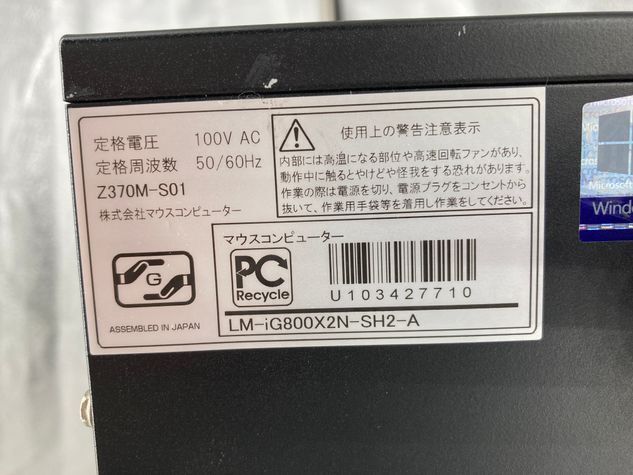 定格電圧 100V AC
定格周波数 50/60Hz
Z370M-S01
株式会社マウスコンピューター
使用上の警告注意表示
内部には高温になる部位や高速回転ファンがあり、
動作中に触るとやけどや怪我をする恐れがあります。
作業の際は電源を切り、電源プラグをコンセントから
抜いて、作業用手袋等を着用し作業をしてください。
G
ASSEMBLED IN JAPAN
マウスコンピューター
PC
Recycle
U103427710
LM-iG800X2N-SH2-A
Microsoft
Windo